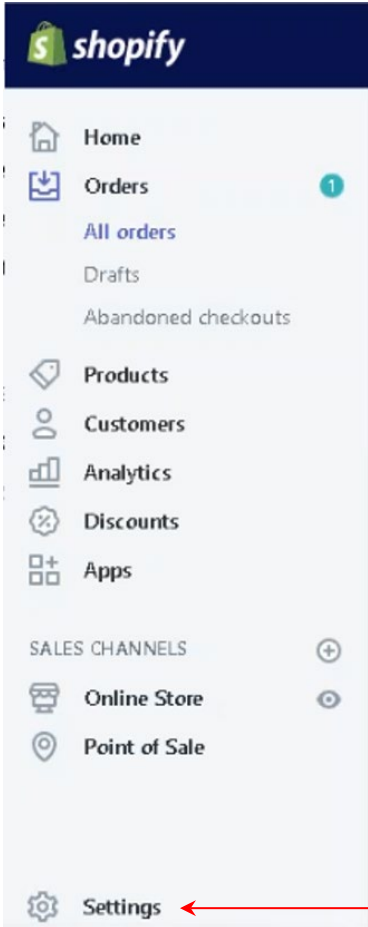 shopify
Home
Orders 1
All orders
Drafts
Abandoned checkouts
Products
Customers
Analytics
Discounts
Apps
SALES CHANNELS
Online Store
Point of Sale
Settings